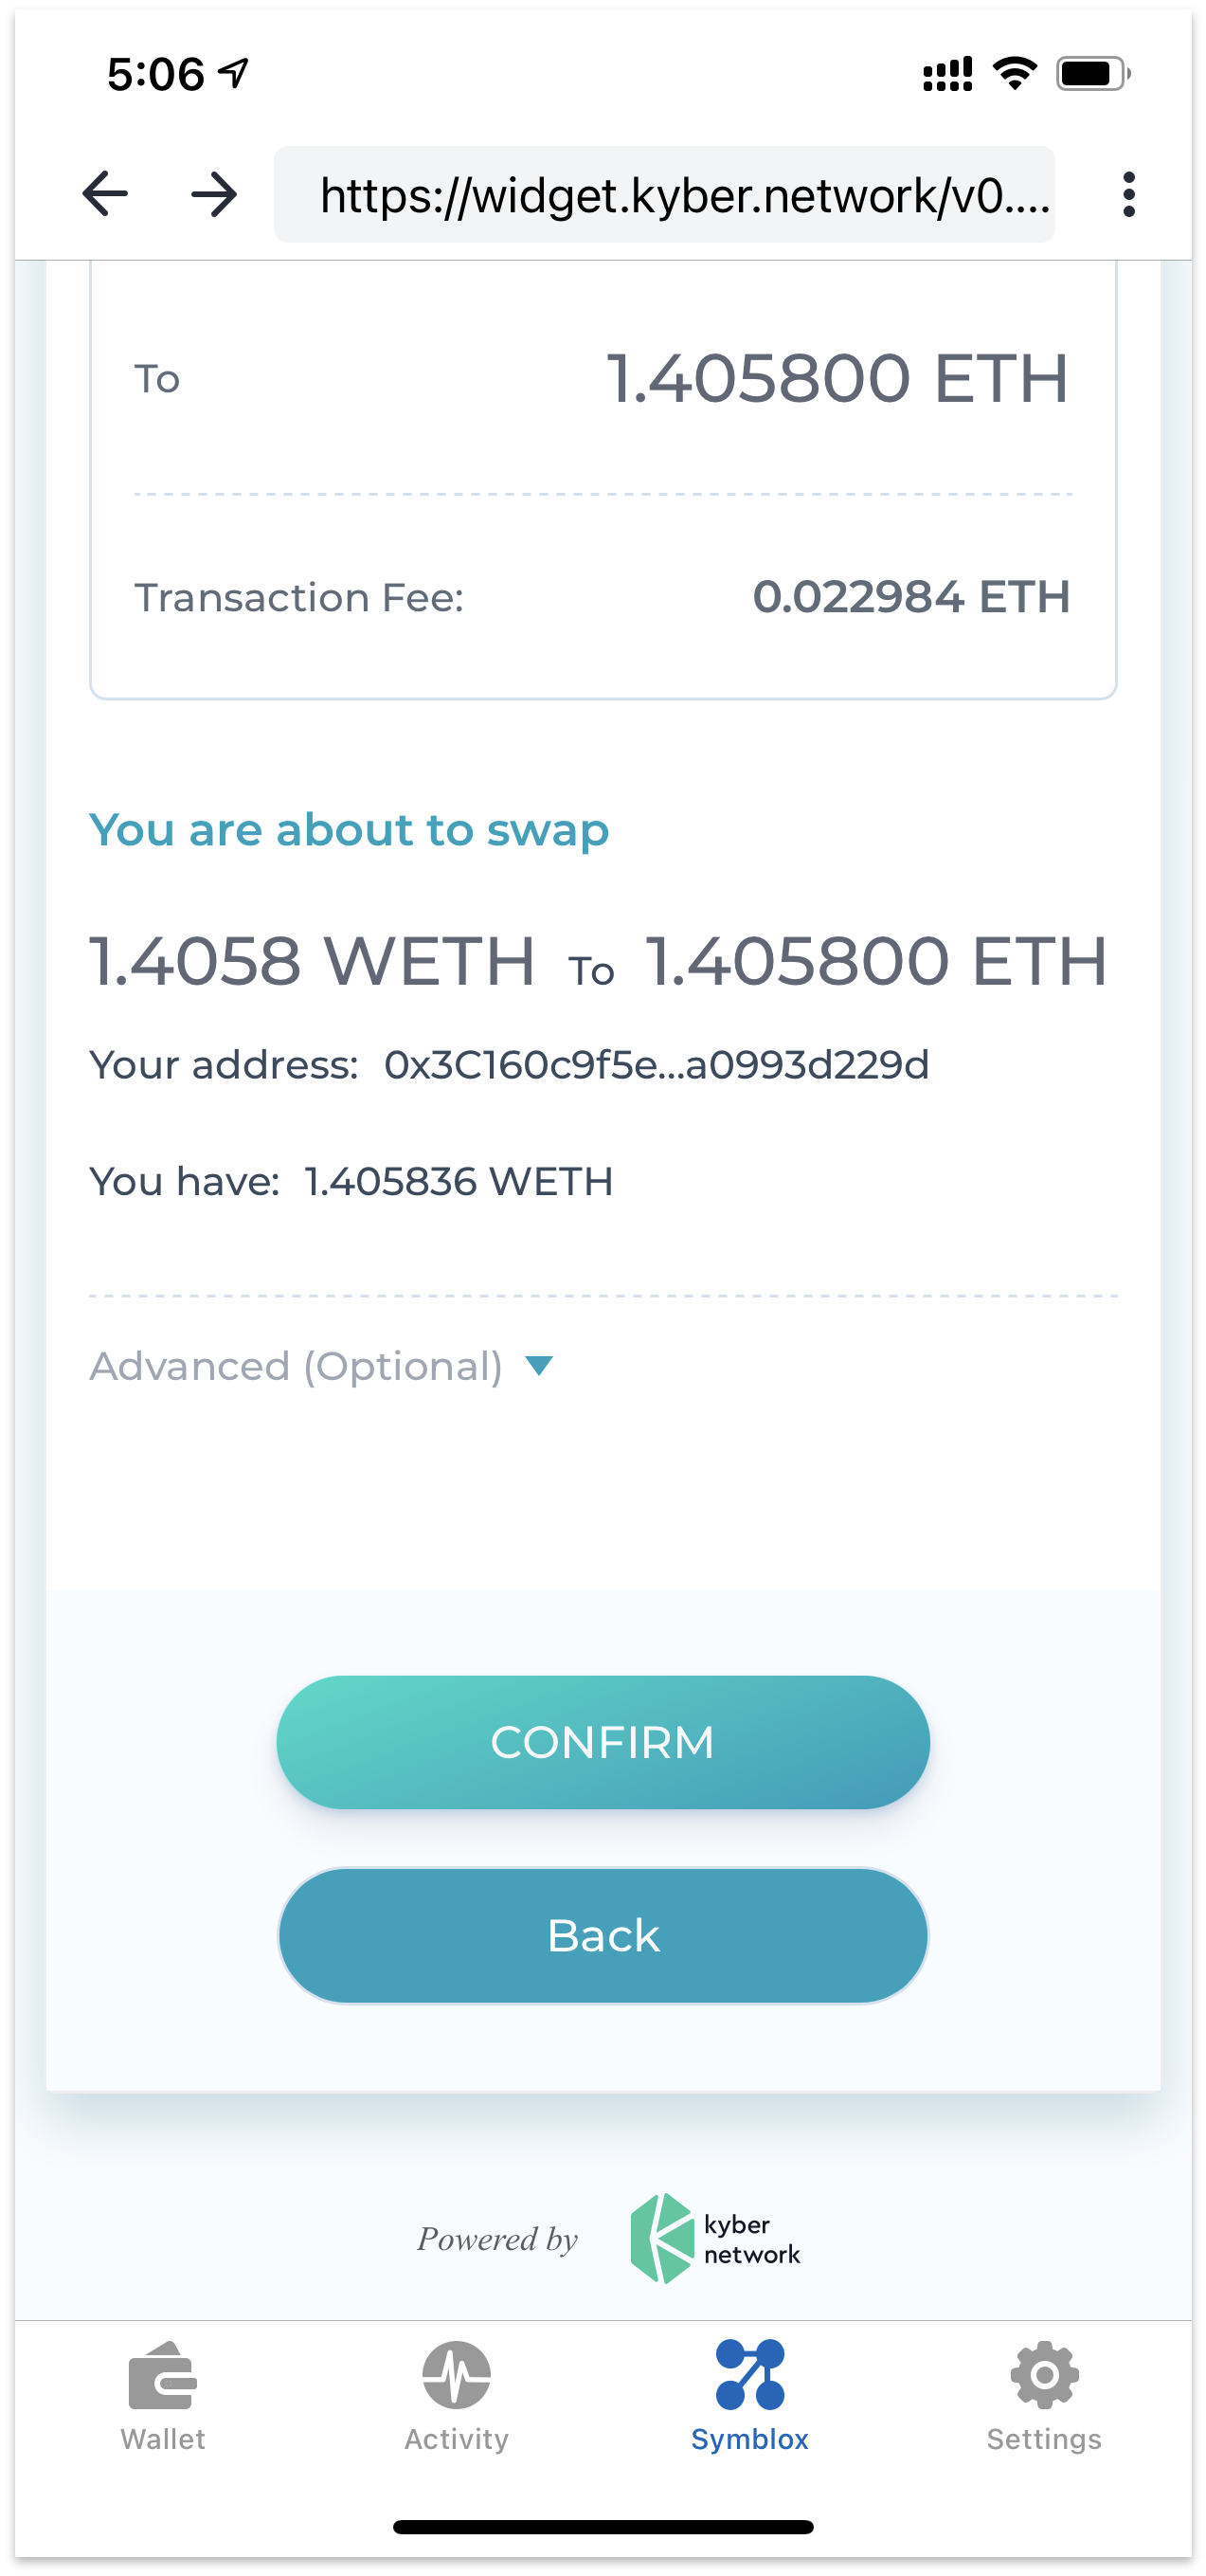 5:06
https://widget.kyber.network/v0....
To 1.405800 ETH
Transaction Fee: 0.022984 ETH
You are about to swap
1.4058 WETH To 1.405800 ETH
Your address: 0x3C160c9f5e...a0993d229d
You have: 1.405836 WETH
Advanced (Optional)
CONFIRM
Back
Powered by kyber
network
Wallet Activity Symblox Settings